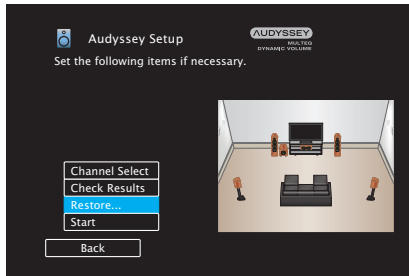 Audyssey Setup
AUDYSSEY
MULTEQ
DYNAMIC VOLUME
Set the following items if necessary.
Channel Select
Check Results
Restore...
Start
Back